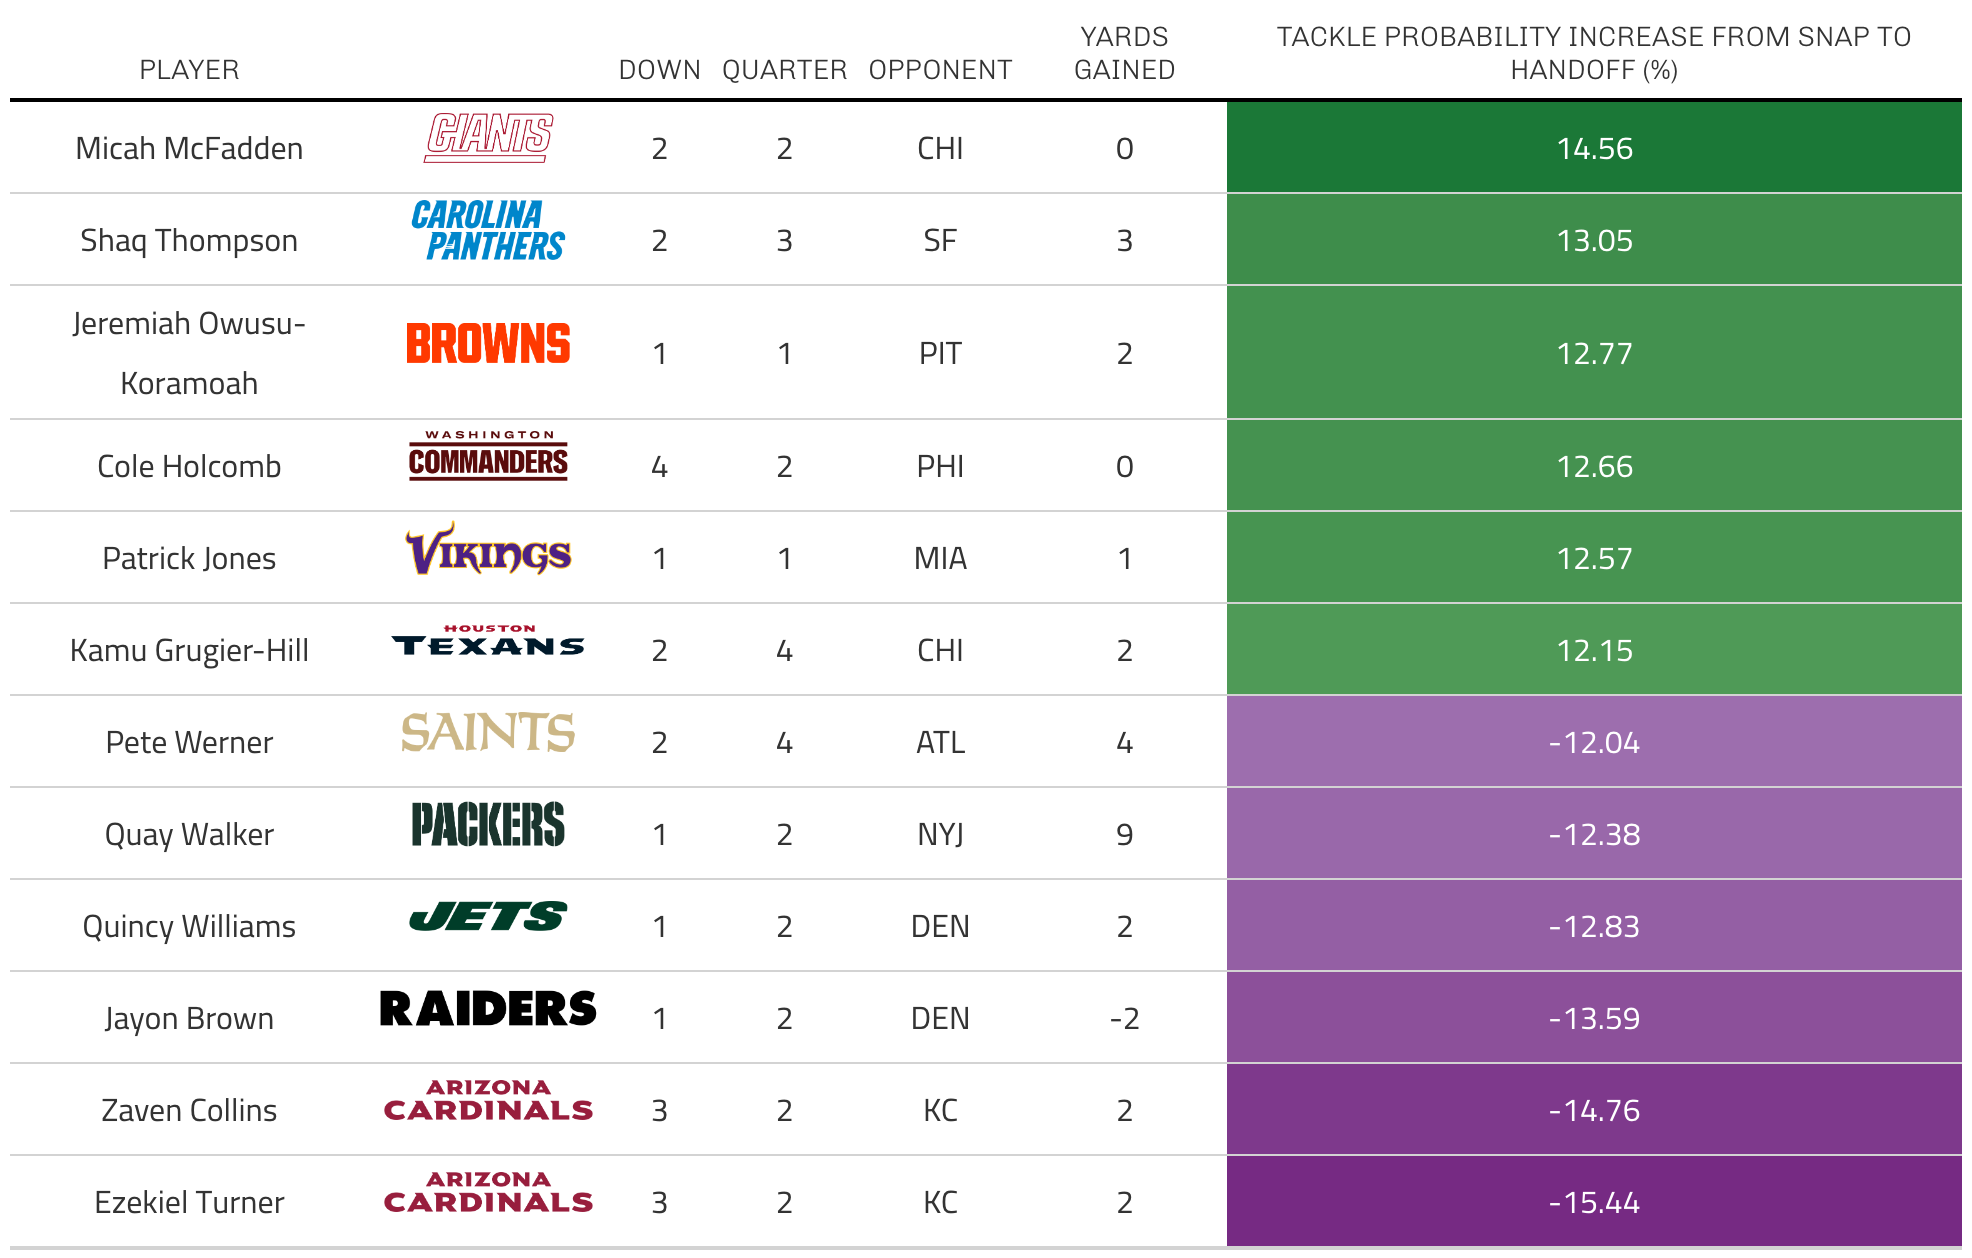 PLAYER DOWN QUARTER OPPONENT YARDS GAINED TACKLE PROBABILITY INCREASE FROM SNAP TO HANDOFF (%)
Micah McFadden GIANTS 2 2 CHI 0 14.56
Shaq Thompson CAROLINA PANTHERS 2 3 SF 3 13.05
Jeremiah Owusu-
Koramoah BROWNS 1 1 PIT 2 12.77
Cole Holcomb WASHINGTON COMMANDERS 4 2 PHI 0 12.66
Patrick Jones VIKINGS 1 1 MIA 1 12.57
Kamu Grugier-Hill HOUSTON TEXANS 2 4 CHI 2 12.15
Pete Werner SAINTS 2 4 ATL 4 -12.04
Quay Walker PACKERS 1 2 NYJ 9 -12.38
Quincy Williams JETS 1 2 DEN 2 -12.83
Jayon Brown RAIDERS 1 2 DEN -2 -13.59
Zaven Collins ARIZONA CARDINALS 3 2 KC 2 -14.76
Ezekiel Turner ARIZONA CARDINALS 3 2 KC 2 -15.44